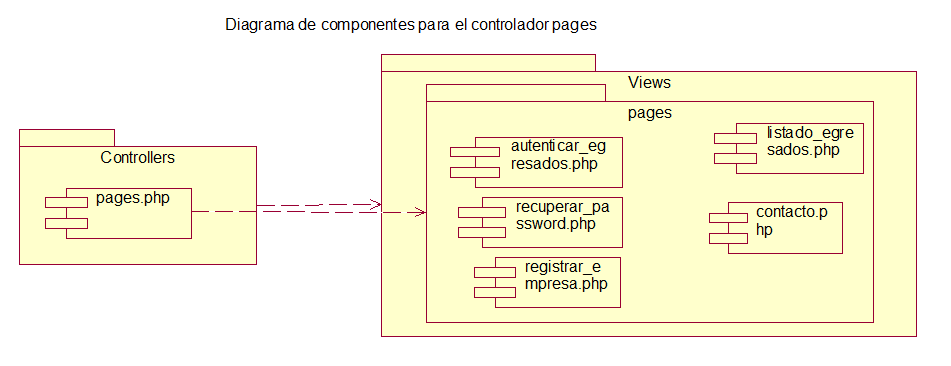 Diagrama de componentes para el controlador pages
Views
pages
Controllers
pages.php
autenticar_eg
resados.php
listado_egre
sados.php
recuperar_pa
ssword.php
contacto.p
hp
registrar_e
mpresa.php